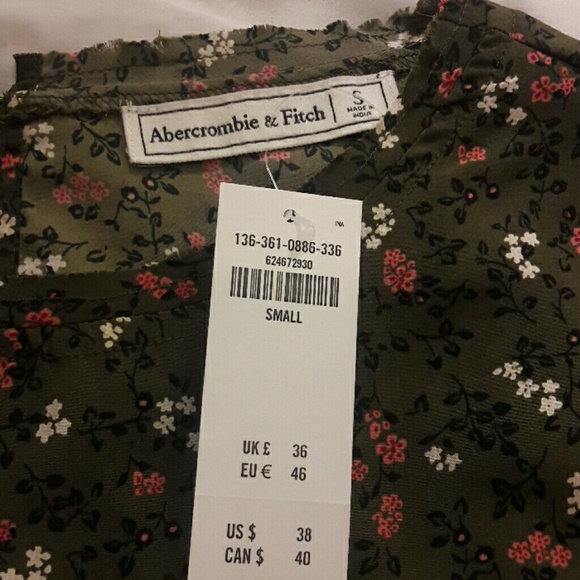 Abercrombie & Fitch
S
MADE IN
INDIA
136-361-0886-336
624672930
SMALL
UK £ 36
EU € 46
US $ 38
CAN $ 40